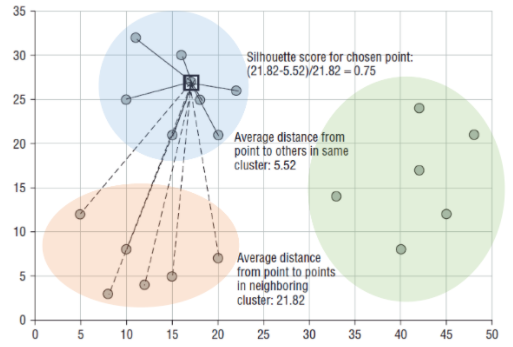 35
30
25
20
15
10
5
0
Silhouette score for chosen point:
(21.82-5.52)/21.82 = 0.75
Average distance from
point to others in same
cluster: 5.52
Average distance
from point to points
in neighboring
cluster: 21.82
0 5 10 15 20 25 30 35 40 45 50